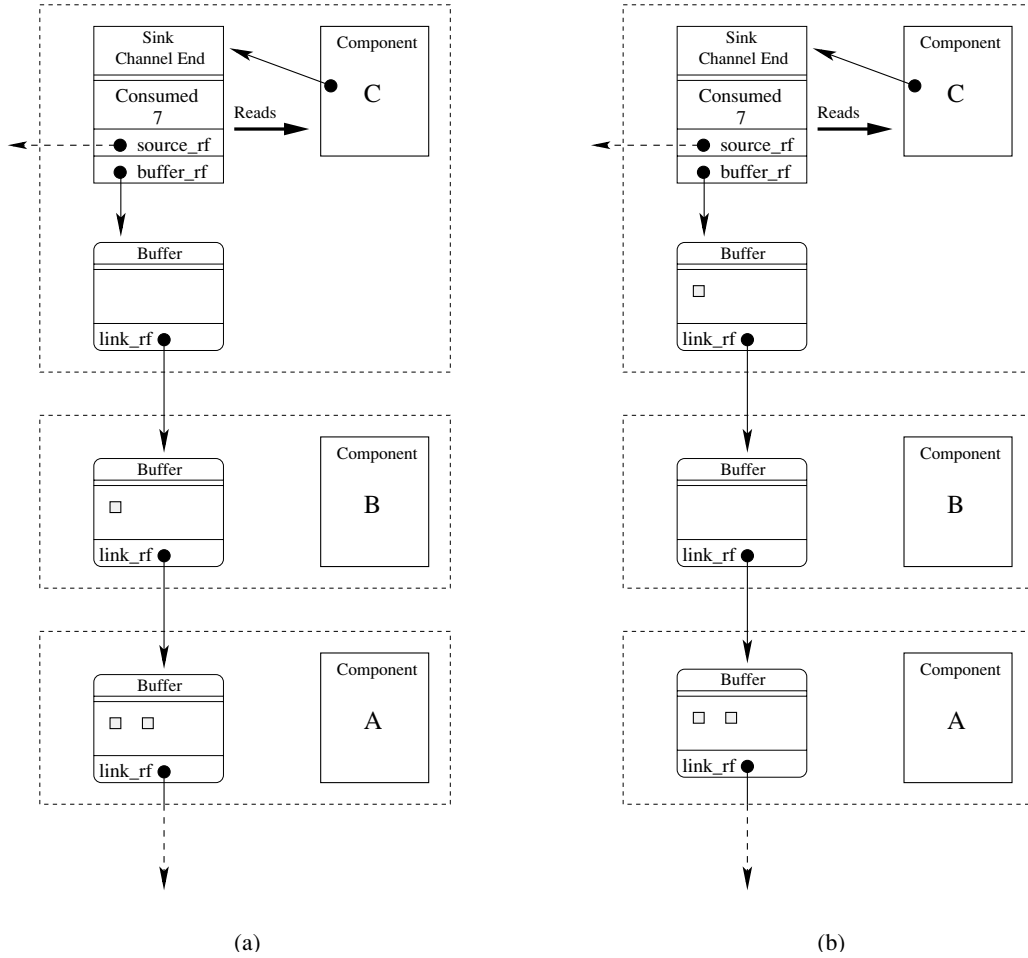 Sink
Channel End
Component
C
Consumed
7
Reads
source_rf
buffer_rf
Buffer
link_rf
Buffer
Component
B
link_rf
Buffer
Component
A
link_rf
(a)
Sink
Channel End
Component
C
Consumed
7
Reads
source_rf
buffer_rf
Buffer
link_rf
Buffer
Component
B
link_rf
Buffer
Component
A
link_rf
(b)